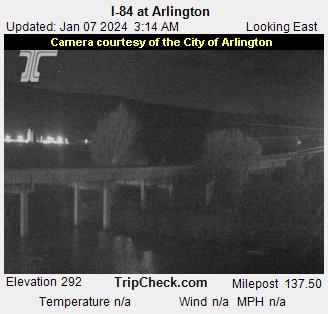 I-84 at Arlington
Updated: Jan 07 2024 3:14 AM Looking East
Camera courtesy of the City of Arlington
Elevation 292 TripCheck.com Milepost 137.50
Temperature n/a Wind n/a MPH n/a